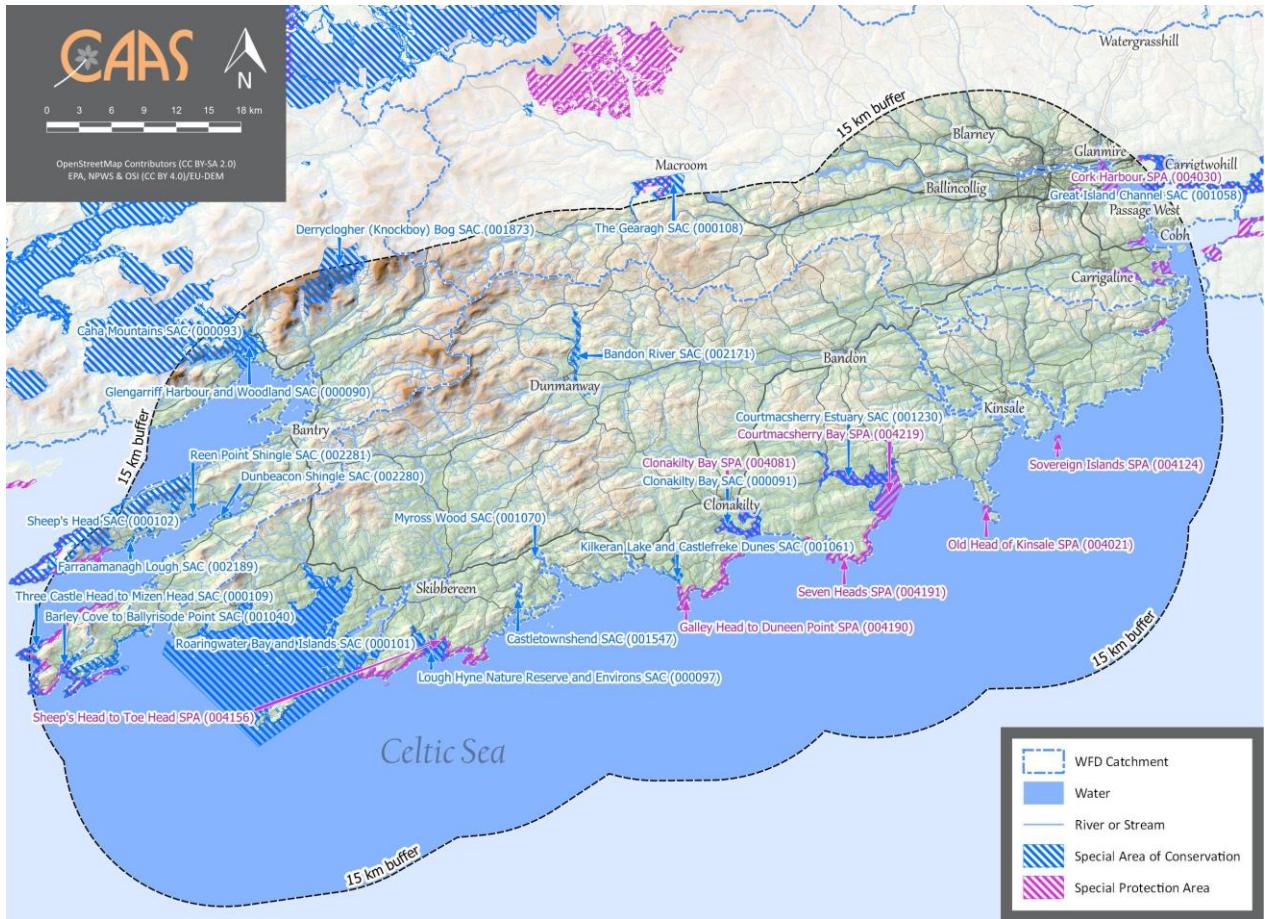 CAAS
N
0 3 6 9 12 15 18 km
OpenStreetMap Contributors (CC BY-SA 2.0)
EPA, NPWS & OSI (CC BY 4.0)/EU-DEM
Watergrasshill
15 km buffer
Blarney
Glanmire
Macroom
Carrigtwohill
Cork Harbour SPA (004030)
Ballincollig
Great Island Channel SAC (001058)
Passage West
Derryclogher (Knockboy) Bog SAC (001873)
The Gearagh SAC (000108)
Cobh
Carrigaline
Caha Mountains SAC (000093)
Bandon River SAC (002171)
Bandon
Dunmanway
Glengarriff Harbour and Woodland SAC (000090)
Kinsale
Courtmacsherry Estuary SAC (001230)
Bantry
Courtmacsherry Bay SPA (004219)
15 km buffer
Reen Point Shingle SAC (002281)
Clonakilty Bay SPA (004081)
Sovereign Islands SPA (004124)
Dunbeacon Shingle SAC (002280)
Clonakilty Bay SAC (000091)
Clonakilty
Sheep's Head SAC (000102)
Myross Wood SAC (001070)
Kilkeran Lake and Castlefreke Dunes SAC (001061)
Old Head of Kinsale SPA (004021)
Farranamanagh Lough SAC (002189)
Skibbereen
Seven Heads SPA (004191)
Three Castle Head to Mizen Head SAC (000109)
Barley Cove to Ballyrisode Point SAC (001040)
Galley Head to Duneen Point SPA (004190)
Roaringwater Bay and Islands SAC (000101)
Castletownshend SAC (001547)
15 km buffer
Lough Hyne Nature Reserve and Environs SAC (000097)
Sheep's Head to Toe Head SPA (004156)
Celtic Sea
15 km buffer
WFD Catchment
Water
River or Stream
Special Area of Conservation
Special Protection Area